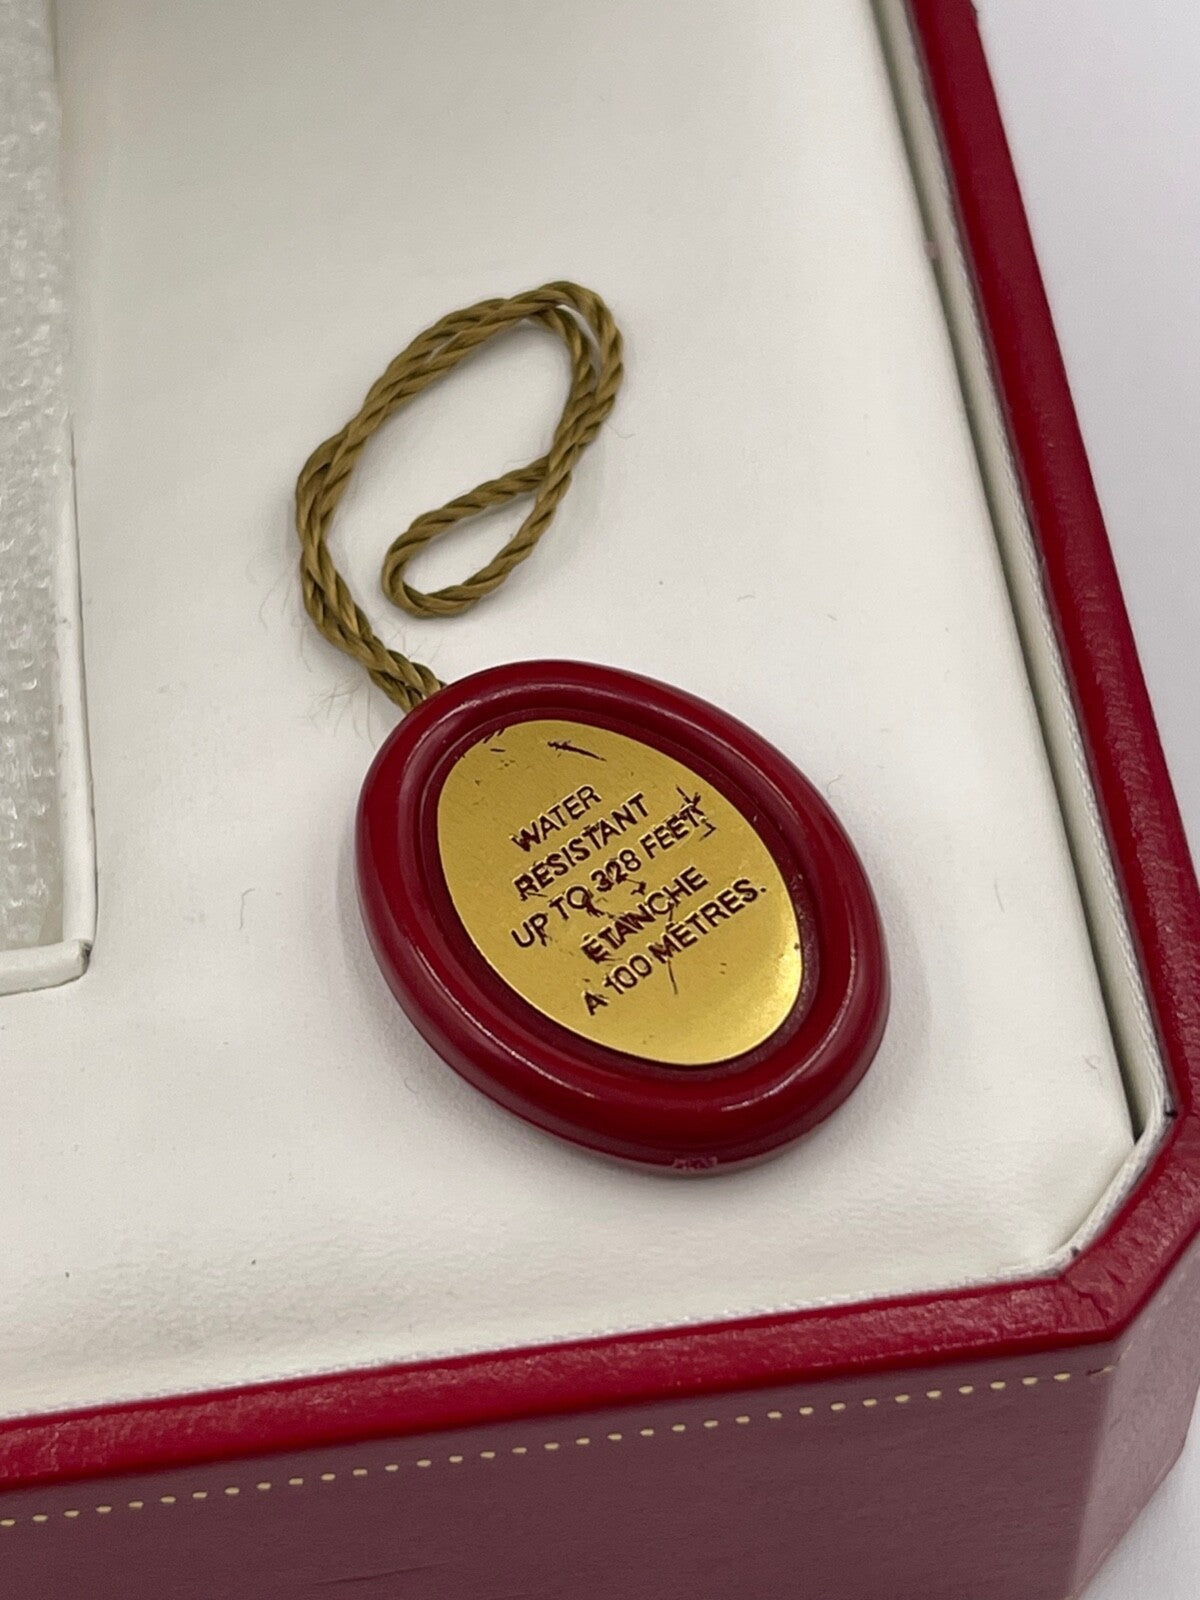 WATER
RESISTANT
UP TO 328 FEET
ÉTANCHE
A 100 MÈTRES.